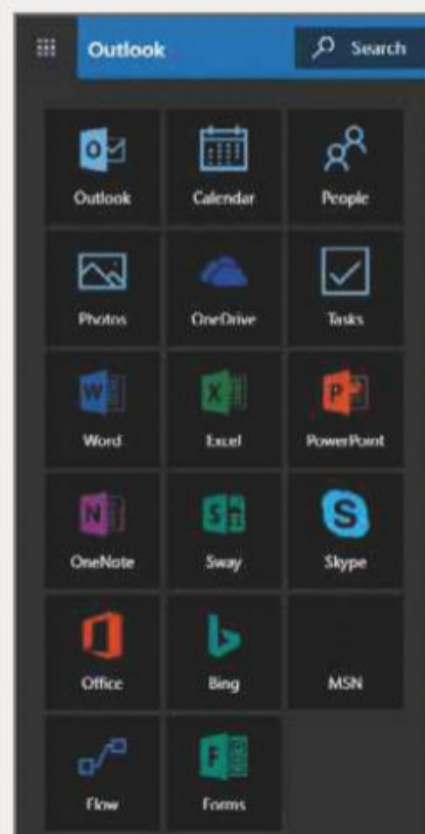 Outlook Search
Outlook Calendar People
Photos OneDrive Tasks
Word Excel PowerPoint
OneNote Sway Skype
Office Bing MSN
Flow Forms